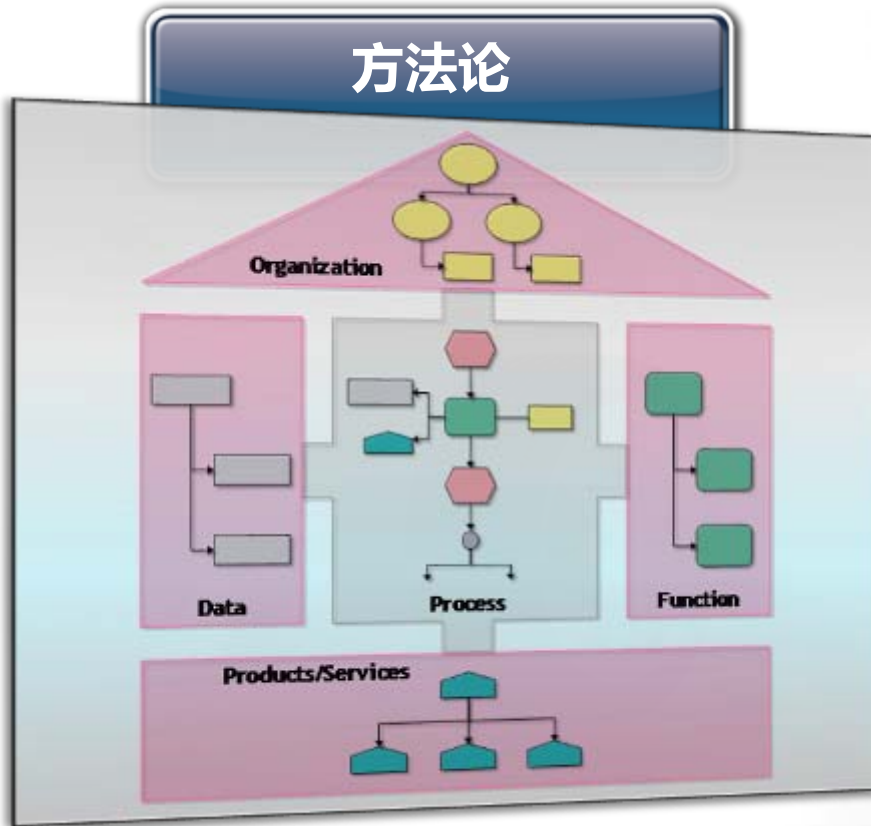 方法论
Organization
Data
Process
Function
Products/Services